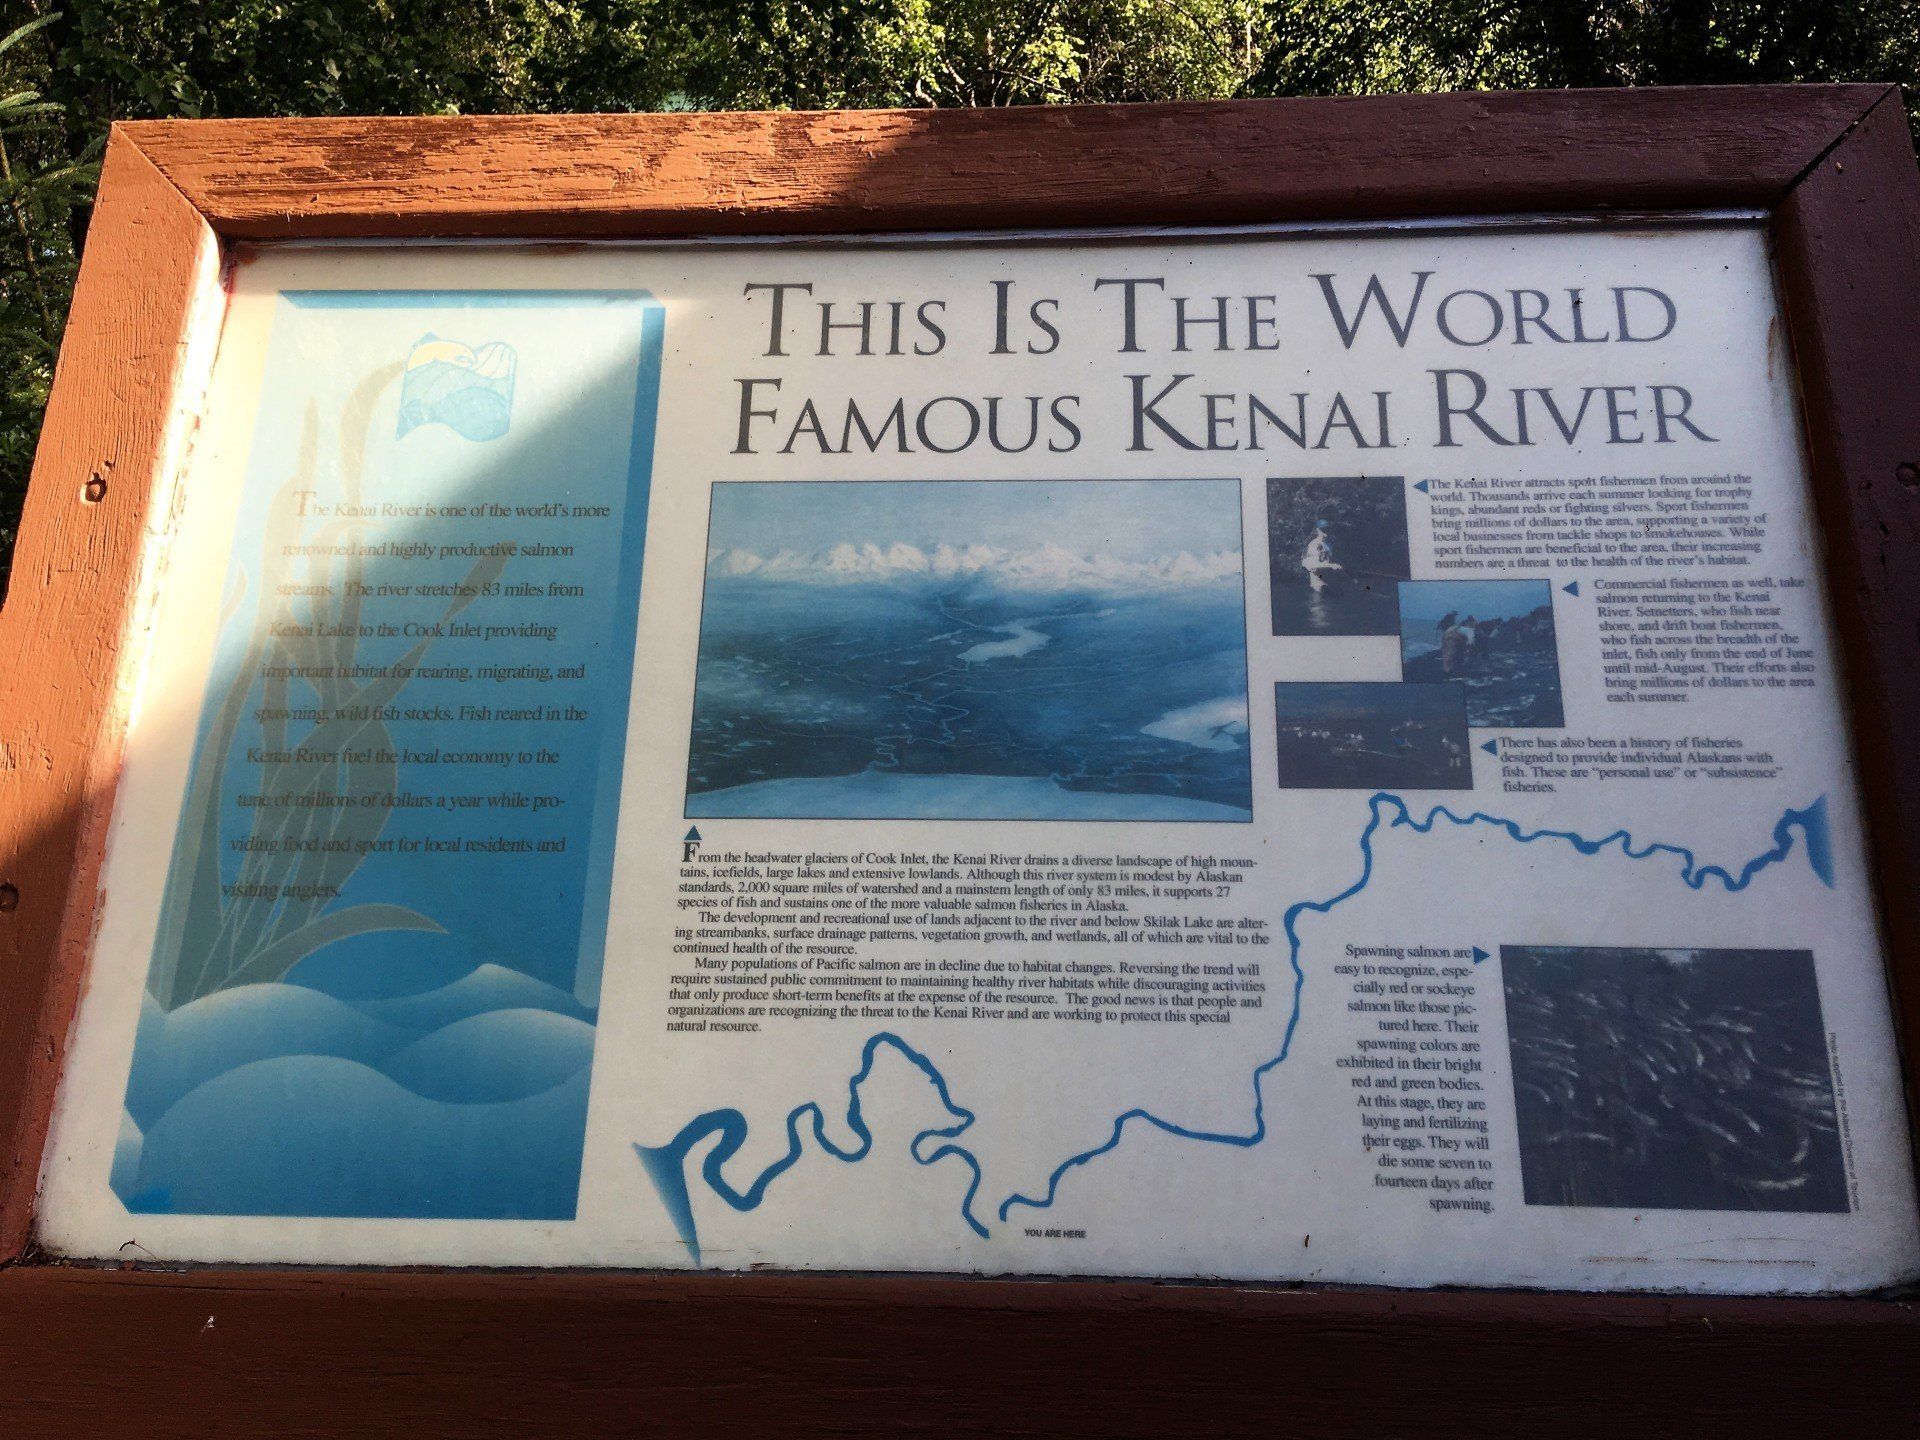 THIS IS THE WORLD
FAMOUS KENAI RIVER
The Kenai River is one of the world's more
renowned and highly productive salmon
streams. The river stretches 83 miles from
Kenai Lake to the Cook Inlet providing
important habitat for rearing, migrating, and
spawning, wild fish stocks. Fish reared in the
Kenai River fuel the local economy to the
tune of millions of dollars a year while pro-
viding food and sport for local residents and
visiting anglers.
From the headwater glaciers of Cook Inlet, the Kenai River drains a diverse landscape of high moun-
tains, icefields, large lakes and extensive lowlands. Although this river system is modest by Alaskan
standards, 2,000 square miles of watershed and a mainstem length of only 83 miles, it supports 27
species of fish and sustains one of the more valuable salmon fisheries in Alaska.
The development and recreational use of lands adjacent to the river and below Skilak Lake are alter-
ing streambanks, surface drainage patterns, vegetation growth, and wetlands, all of which are vital to the
continued health of the resource.
Many populations of Pacific salmon are in decline due to habitat changes. Reversing the trend will
require sustained public commitment to maintaining healthy river habitats while discouraging activities
that only produce short-term benefits at the expense of the resource. The good news is that people and
organizations are recognizing the threat to the Kenai River and are working to protect this special
natural resource.
The Kenai River attracts sport fishermen from around the
world. Thousands arrive each summer looking for trophy
kings, abundant reds or fighting silvers. Sport fishermen
bring millions of dollars to the area, supporting a variety of
local businesses from tackle shops to smokehouses. While
sport fishermen are beneficial to the area, their increasing
numbers are a threat to the health of the river's habitat.
Commercial fishermen as well, take
salmon returning to the Kenai
River. Setnetters, who fish near
shore, and drift boat fishermen,
who fish across the breadth of the
inlet, fish only from the end of June
until mid-August. Their efforts also
bring millions of dollars to the area
each summer.
There has also been a history of fisheries
designed to provide individual Alaskans with
fish. These are "personal use" or "subsistence"
fisheries.
Spawning salmon are
easy to recognize, espe-
cially red or sockeye
salmon like those pic-
tured here. Their
spawning colors are
exhibited in their bright
red and green bodies.
At this stage, they are
laying and fertilizing
their eggs. They will
die some seven to
fourteen days after
spawning.
YOU ARE HERE